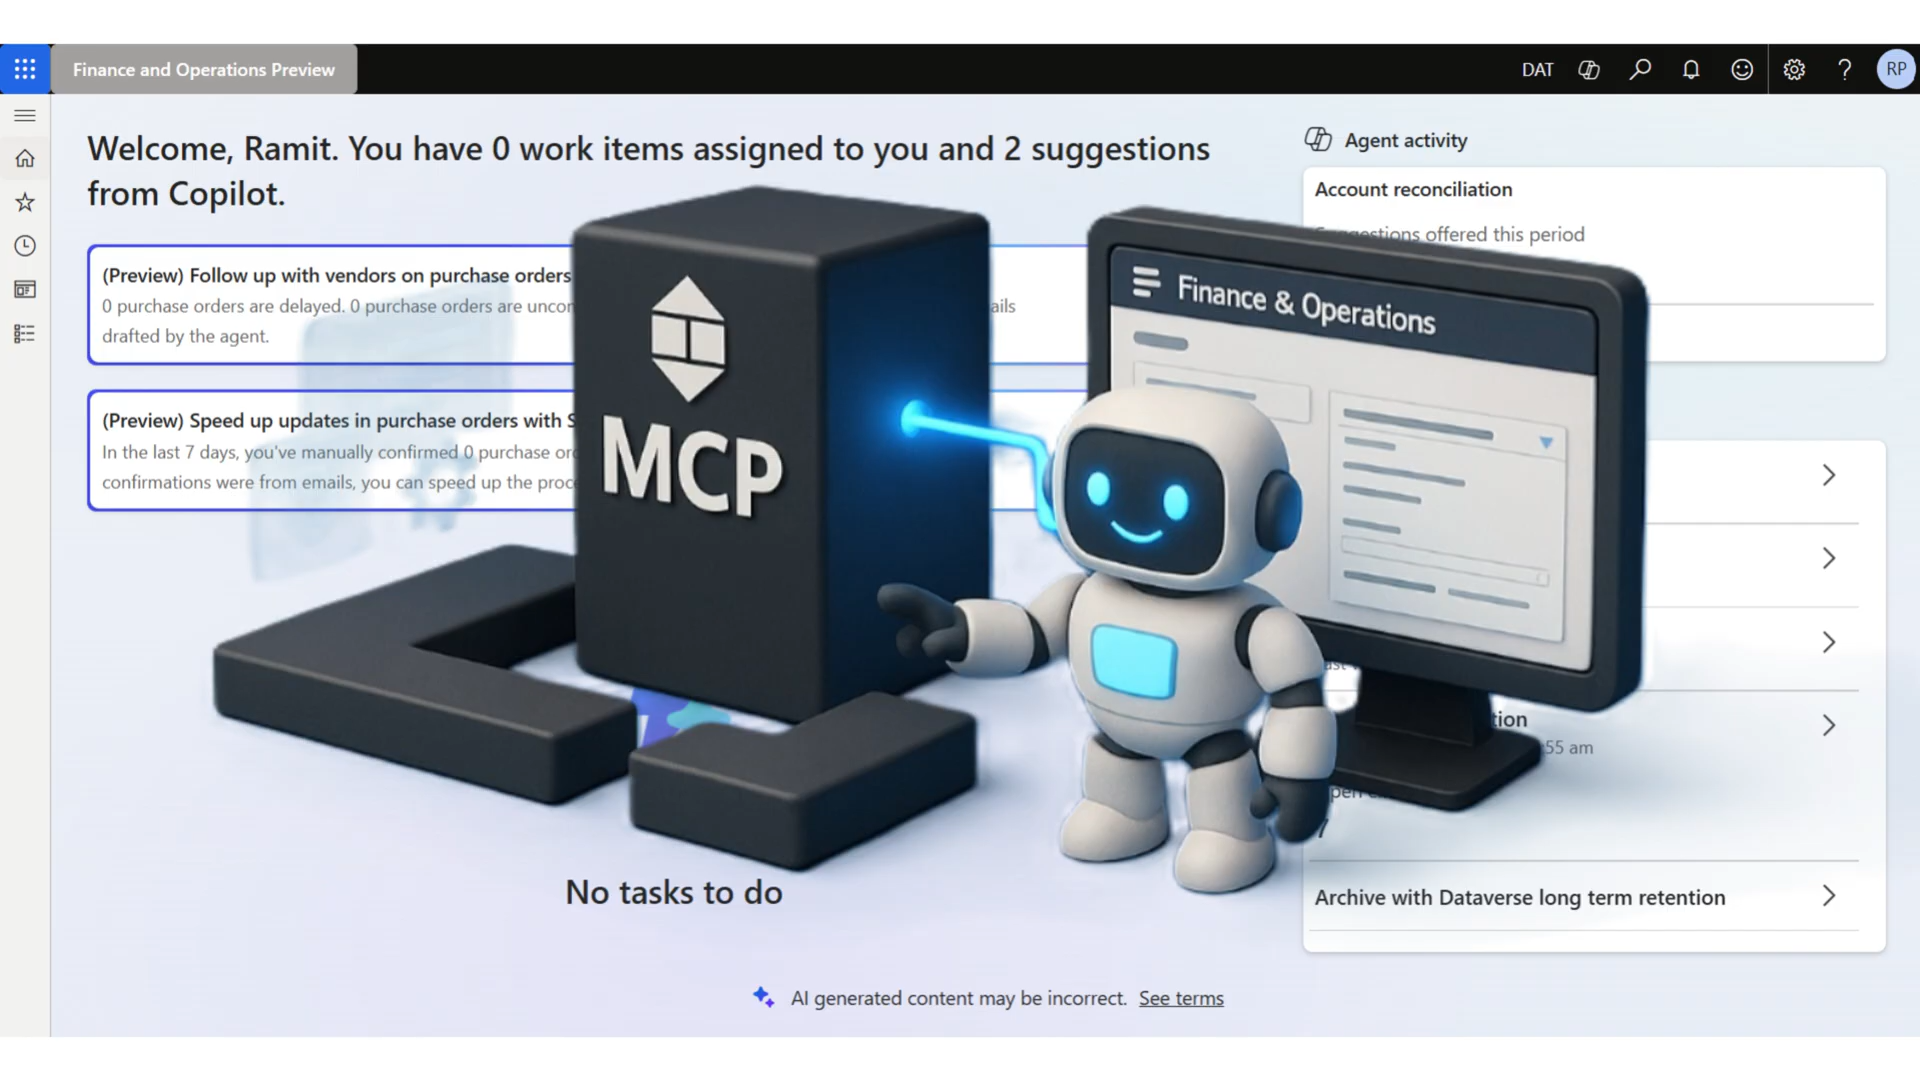 Finance and Operations Preview
DAT
RP
Welcome, Ramit. You have 0 work items assigned to you and 2 suggestions
from Copilot.
(Preview) Follow up with vendors on purchase orders
0 purchase orders are delayed. 0 purchase orders are
drafted by the agent.
(Preview) Speed up updates in purchase orders with
In the last 7 days, you've manually confirmed 0 purchase
confirmations were from emails, you can speed up the
MCP
Finance & Operations
No tasks to do
Agent activity
Account reconciliation
offered this period
55 am
Archive with Dataverse long term retention
AI generated content may be incorrect. See terms